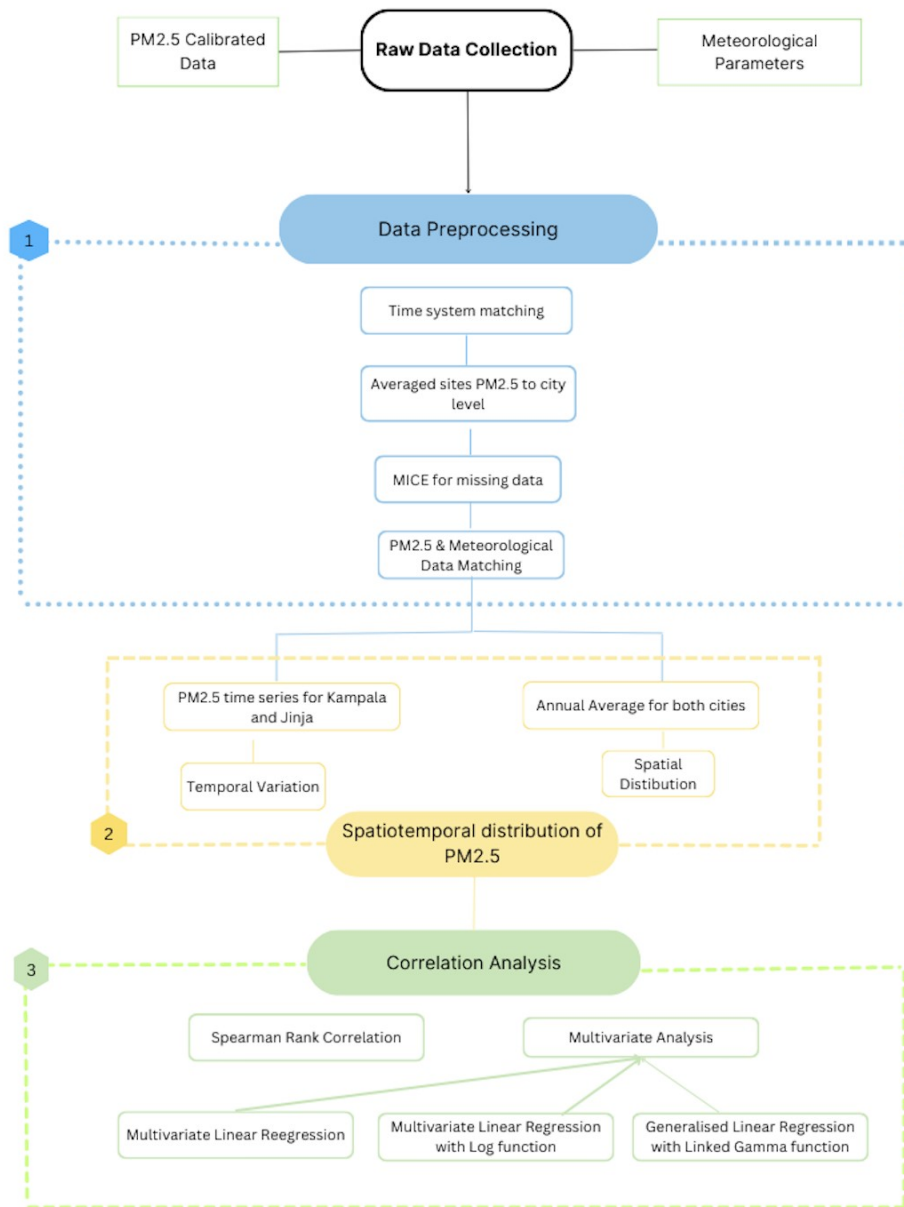 PM2.5 Calibrated
Data
Raw Data Collection
Meteorological
Parameters
1
Data Preprocessing
Time system matching
Averaged sites PM2.5 to city
level
MICE for missing data
PM2.5 & Meteorological
Data Matching
PM2.5 time series for Kampala
and Jinja
Annual Average for both cities
Temporal Variation
Spatial
Distibution
2
Spatiotemporal distribution of
PM2.5
3
Correlation Analysis
Spearman Rank Correlation
Multivariate Analysis
Multivariate Linear Reegression
Multivariate Linear Regression
with Log function
Generalised Linear Regression
with Linked Gamma function